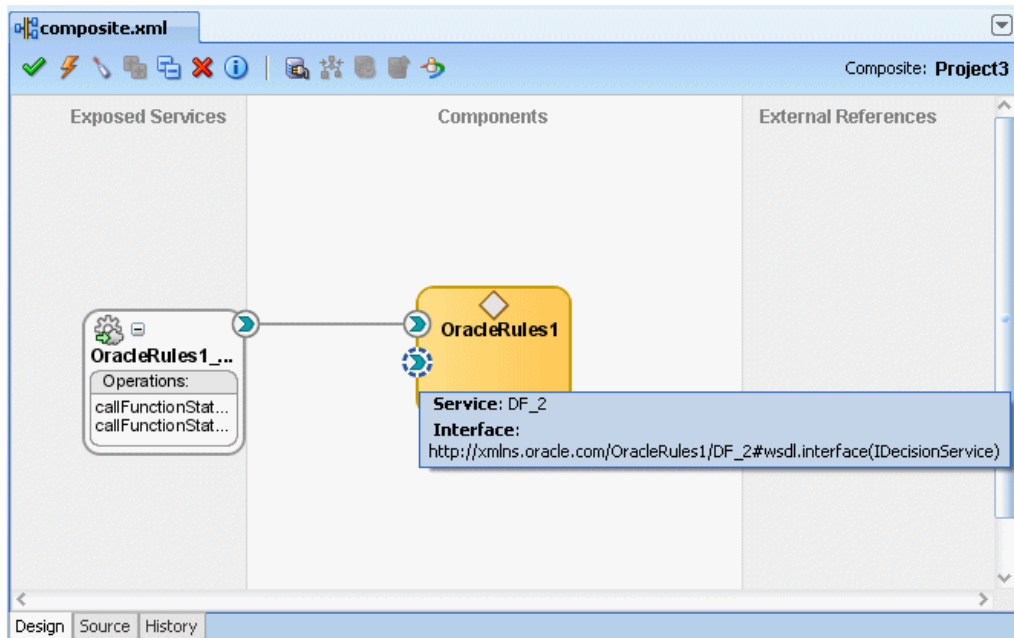 composite.xml
Composite: Project3
Exposed Services
Components
External References
OracleRules1_...
Operations:
callFunctionStat...
callFunctionStat...
OracleRules1
Service: DF_2
Interface:
http://xmlns.oracle.com/OracleRules1/DF_2#wsdl.interface(IDecisionService)
Design Source History